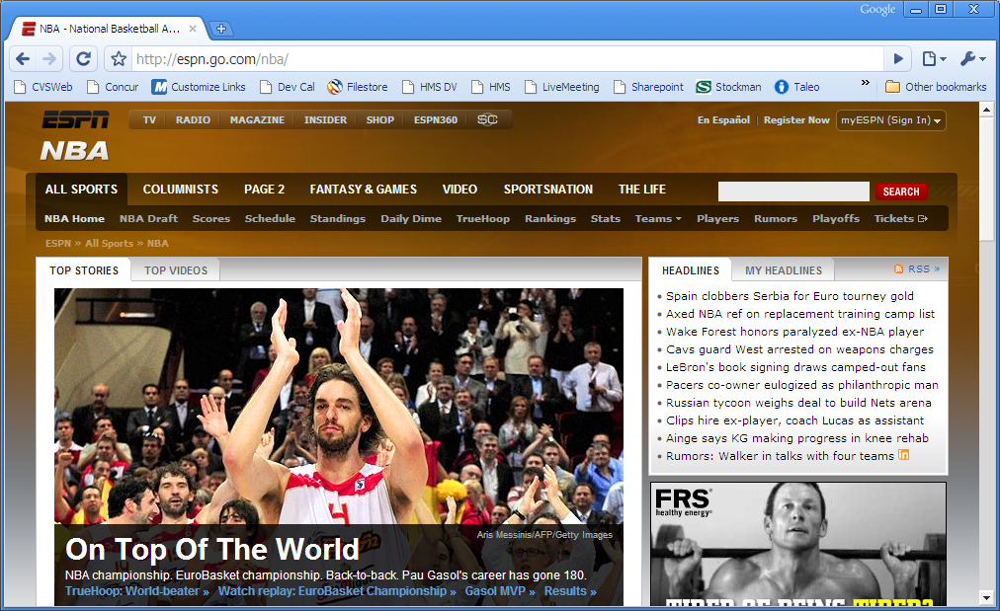 Google
NBA - National Basketball A...
http://espn.go.com/nba/
CVSWeb Concur Customize Links Dev Cal Filestore HMS DV HMS LiveMeeting Sharepoint Stockman Taleo » Other bookmarks
ESPN TV RADIO MAGAZINE INSIDER SHOP ESPN360 SC En Español Register Now myESPN (Sign In)
NBA
ALL SPORTS COLUMNISTS PAGE 2 FANTASY & GAMES VIDEO SPORTSNATION THE LIFE SEARCH
NBA Home NBA Draft Scores Schedule Standings Daily Dime TrueHoop Rankings Stats Teams Players Rumors Playoffs Tickets
ESPN » All Sports » NBA
TOP STORIES TOP VIDEOS
4
Aris Messinis/AFP/Getty Images
On Top Of The World
NBA championship. EuroBasket championship. Back-to-back. Pau Gasol's career has gone 180.
TrueHoop: World-beater » Watch replay: EuroBasket Championship » Gasol MVP » Results »
HEADLINES MY HEADLINES RSS »
• Spain clobbers Serbia for Euro tourney gold
• Axed NBA ref on replacement training camp list
• Wake Forest honors paralyzed ex-NBA player
• Cavs guard West arrested on weapons charges
• LeBron's book signing draws camped-out fans
• Pacers co-owner eulogized as philanthropic man
• Russian tycoon weighs deal to build Nets arena
• Clips hire ex-player, coach Lucas as assistant
• Ainge says KG making progress in knee rehab
• Rumors: Walker in talks with four teams in
FRS®
healthy energy®
TIRED OF BEING TIRED?